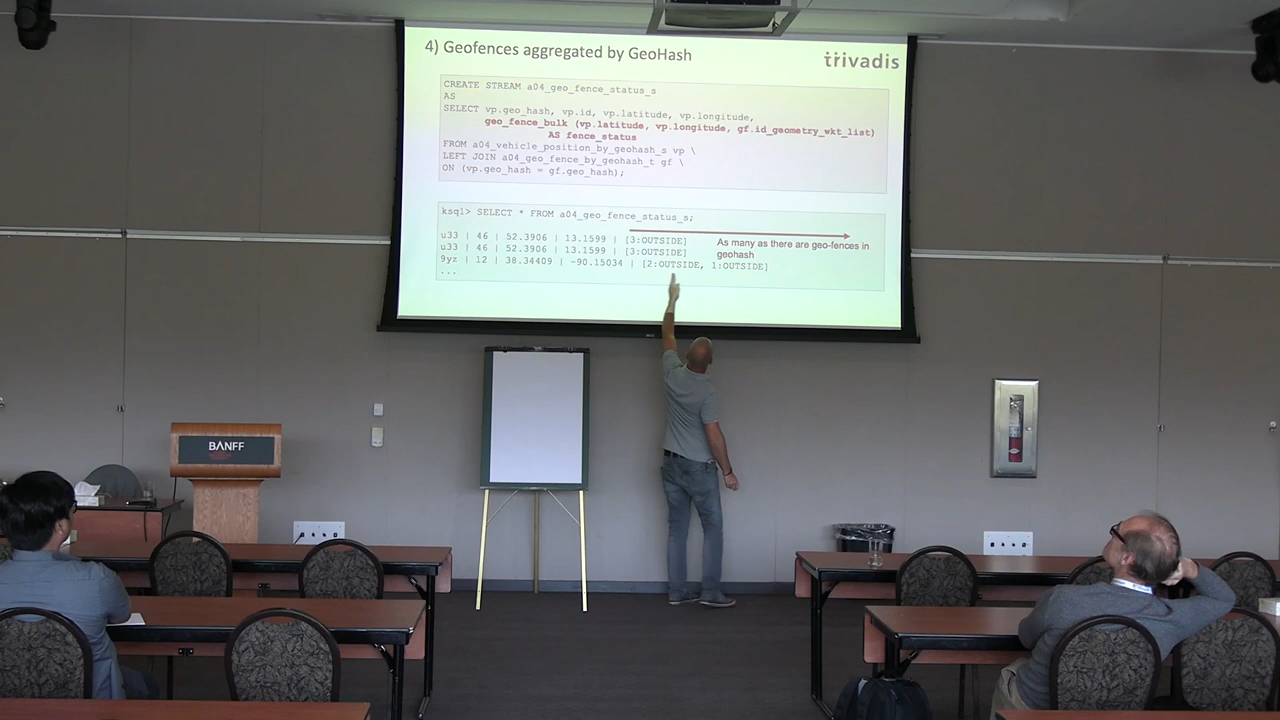 4) Geofences aggregated by GeoHash
trivadis
CREATE STREAM a04_geo_fence_status_s
AS
SELECT vp.geo_hash, vp.id, vp.latitude, vp.longitude,
geo_fence_bulk (vp.latitude, vp.longitude, gf.id_geometry_wkt_list)
AS fence_status
FROM a04_vehicle_position_by_geohash_s vp \
LEFT JOIN a04_geo_fence_by_geohash_t gf \
ON (vp.geo_hash = gf.geo_hash);
ksql> SELECT * FROM a04_geo_fence_status_s;
u33 | 46 | 52.3906 | 13.1599 | [3:OUTSIDE]
u33 | 46 | 52.3906 | 13.1599 | [3:OUTSIDE]
9yz | 12 | 38.34409 | -90.15034 | [2:OUTSIDE, 1:OUTSIDE]
...
As many as there are geo-fences in
geohash
BANFF